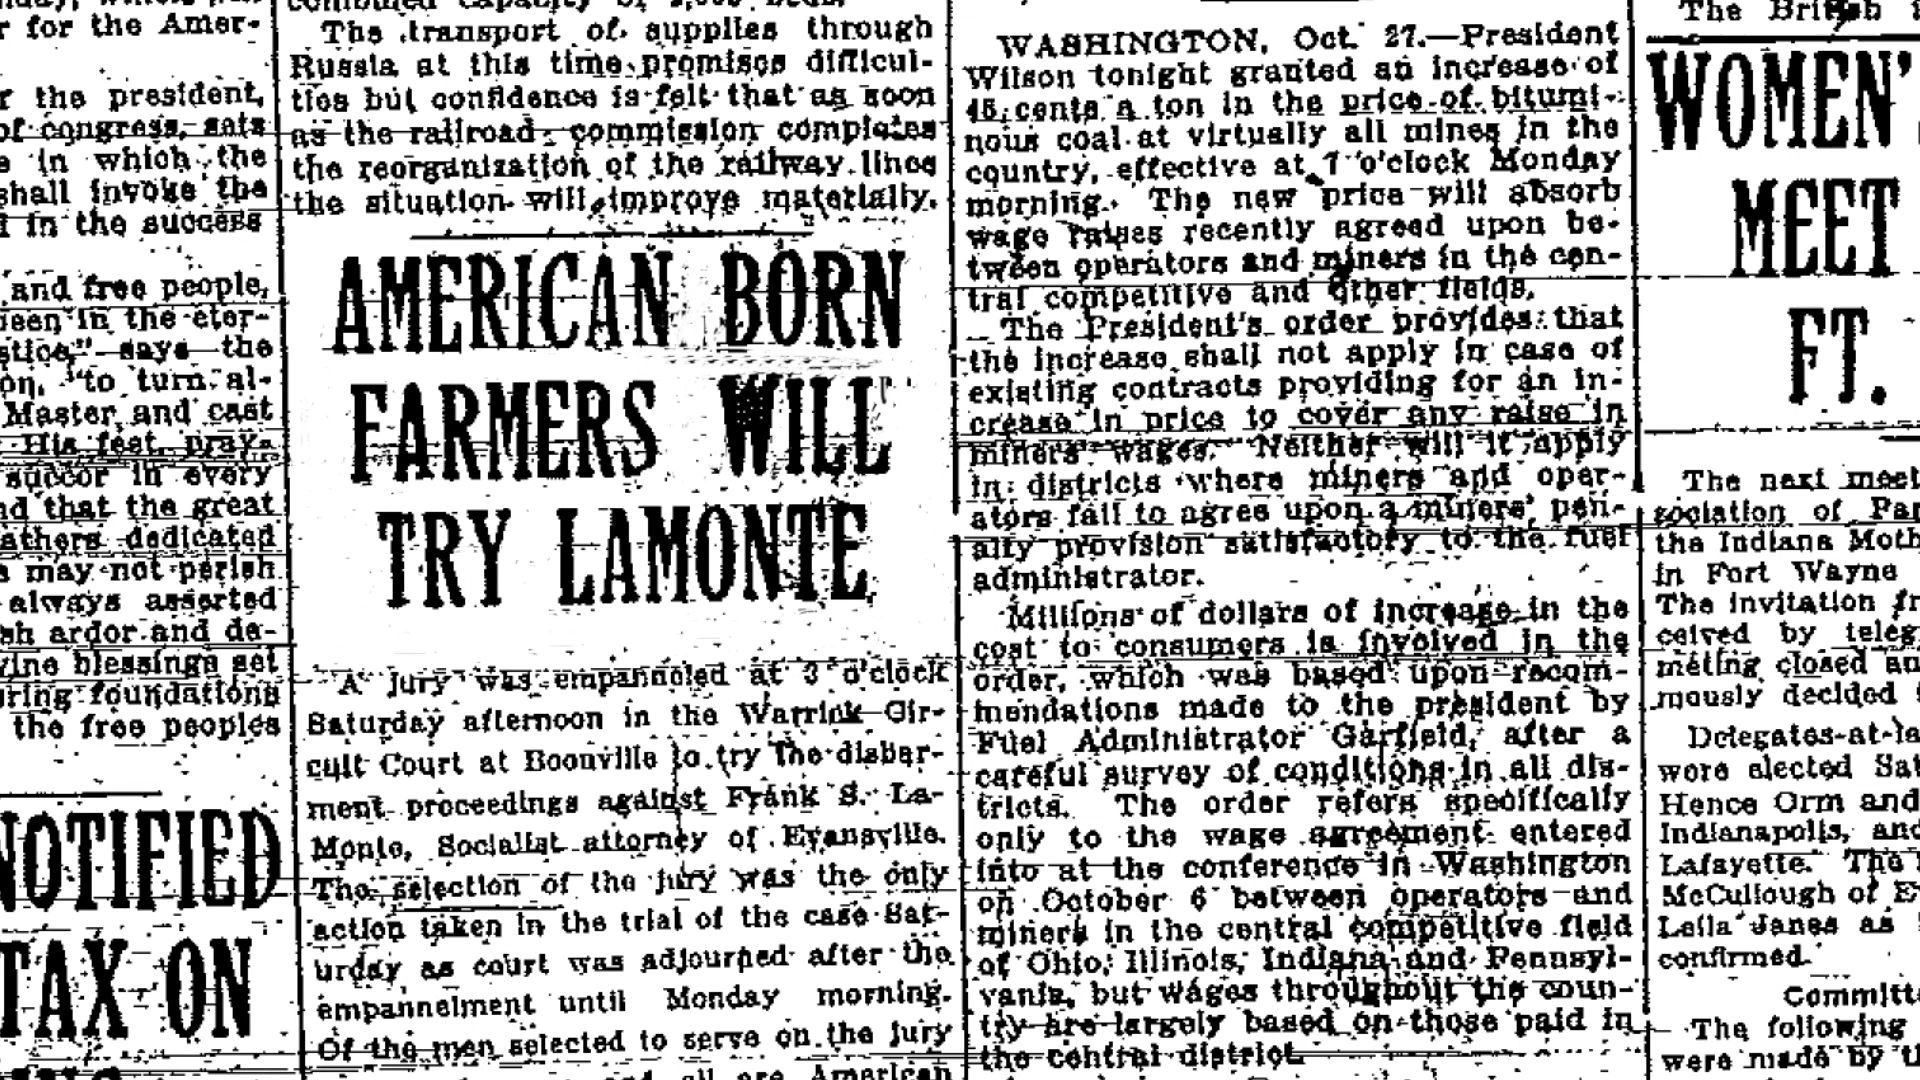 r for the Amer-
r the president,
of congress, sets
e in which the
shall invoke the
d in the success
and free people,
been in the eter-
stice," says the
on, "to turn al-
Master and cast
His feet, pray-
succor in every
nd that the great
athers dedicated
s may not perish
always asserted
sh ardor and de-
vine blessings set
uring foundations
the free peoples
NOTIFIED
TAX ON
The transport of supplies through
Russia at this time promises difficul-
ties but confidence is felt that as soon
as the railroad commission completes
the reorganization of the railway lines
the situation will improve materially.
AMERICAN BORN
FARMERS WILL
TRY LAMONTE
A jury was empannoled at 3 o'clock
Saturday afternoon in the Warrick Cir-
cuit Court at Boonville to try the disbar-
ment proceedings against Frank S. La-
Monte, Socialist attorney of Evansville.
The selection of the jury was the only
action taken in the trial of the case Sat-
urday as court was adjourned after the
empannelment until Monday morning.
Of the men selected to serve on the jury
all are American
WASHINGTON, Oct. 27.—President
Wilson tonight granted an increase of
45 cents a ton in the price of bitumi-
nous coal at virtually all mines in the
country, effective at 7 o'clock Monday
morning. The new price will absorb
wage raises recently agreed upon be-
tween operators and miners in the cen-
tral competitive and other fields.
The President's order provides that
the increase shall not apply in case of
existing contracts providing for an in-
crease in price to cover any raise in
miners' wages. Neither will it apply
in districts where miners and oper-
ators fail to agree upon a miners' pen-
alty provision satisfactory to the fuel
administrator.
Millions of dollars of increase in the
cost to consumers is involved in the
order, which was based upon recom-
mendations made to the president by
Fuel Administrator Garfield, after a
careful survey of conditions in all dis-
tricts. The order refers specifically
only to the wage agreement entered
into at the conference in Washington
on October 6 between operators and
miners in the central competitive field
of Ohio, Illinois, Indiana and Pennsyl-
vania, but wages throughout the coun-
try are largely based on those paid in
the central district.
The British
WOMEN'
MEET
FT.
The next meet
sociation of Par
the Indiana Moth
in Fort Wayne
The invitation fr
ceived by teleg
meting closed an
mously decided
Delegates-at-la
were elected Sat
Hence Orm and
Indianapolis, and
Lafayette. The
McCullough of E
Leila Janes as
confirmed.
Committe
The following
were made by th